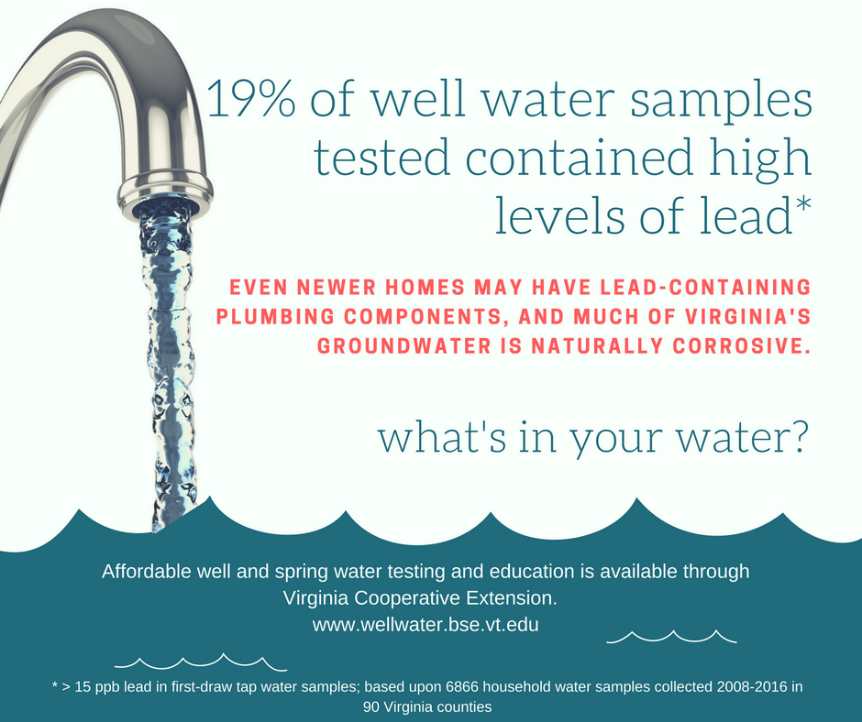 19% of well water samples
tested contained high
levels of lead*
EVEN NEWER HOMES MAY HAVE LEAD-CONTAINING
PLUMBING COMPONENTS, AND MUCH OF VIRGINIA'S
GROUNDWATER IS NATURALLY CORROSIVE.
what's in your water?
Affordable well and spring water testing and education is available through
Virginia Cooperative Extension.
www.wellwater.bse.vt.edu
* > 15 ppb lead in first-draw tap water samples; based upon 6866 household water samples collected 2008-2016 in
90 Virginia counties